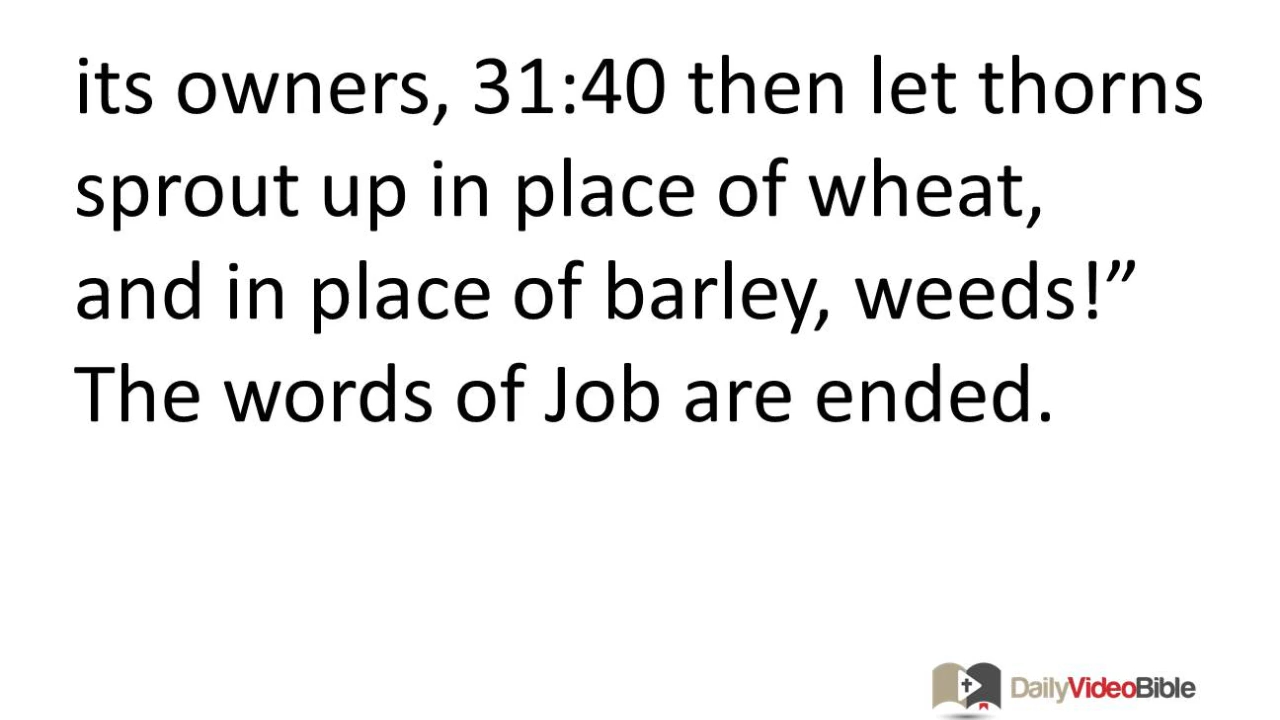 its owners, 31:40 then let thorns
sprout up in place of wheat,
and in place of barley, weeds!”
The words of Job are ended.
DailyVideoBible